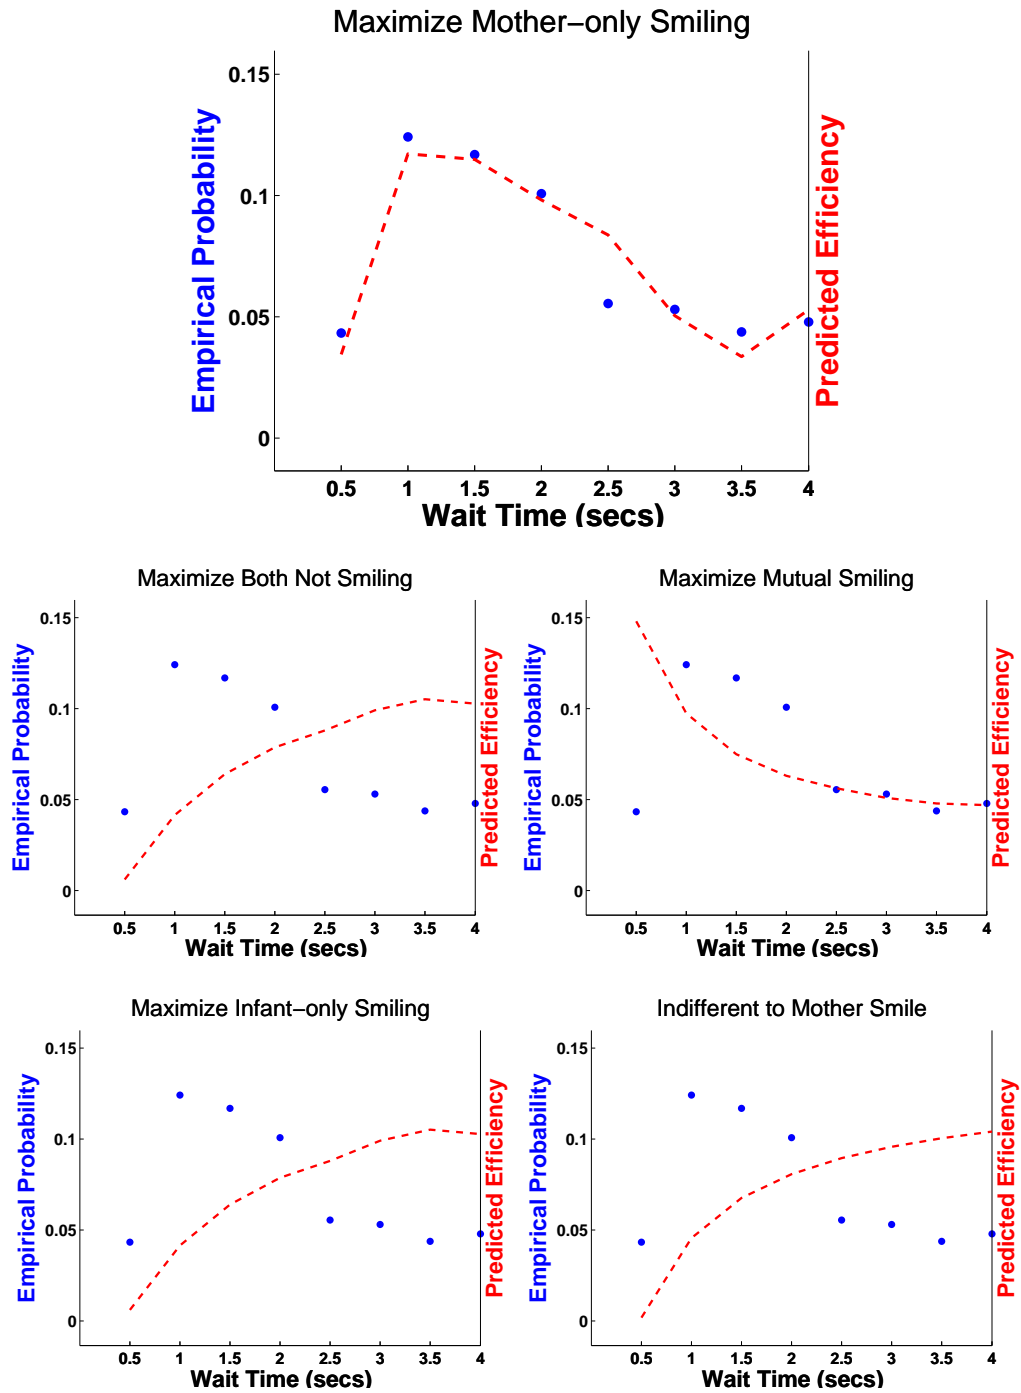 Maximize Mother−only Smiling
0.15
0.1
0.05
0
Empirical Probability
Predicted Efficiency
0.5 1 1.5 2 2.5 3 3.5 4
Wait Time (secs)
Maximize Both Not Smiling
0.15
0.1
0.05
0
Empirical Probability
Predicted Efficiency
0.5 1 1.5 2 2.5 3 3.5 4
Wait Time (secs)
Maximize Mutual Smiling
0.15
0.1
0.05
0
Empirical Probability
Predicted Efficiency
0.5 1 1.5 2 2.5 3 3.5 4
Wait Time (secs)
Maximize Infant−only Smiling
0.15
0.1
0.05
0
Empirical Probability
Predicted Efficiency
0.5 1 1.5 2 2.5 3 3.5 4
Wait Time (secs)
Indifferent to Mother Smile
0.15
0.1
0.05
0
Empirical Probability
Predicted Efficiency
0.5 1 1.5 2 2.5 3 3.5 4
Wait Time (secs)